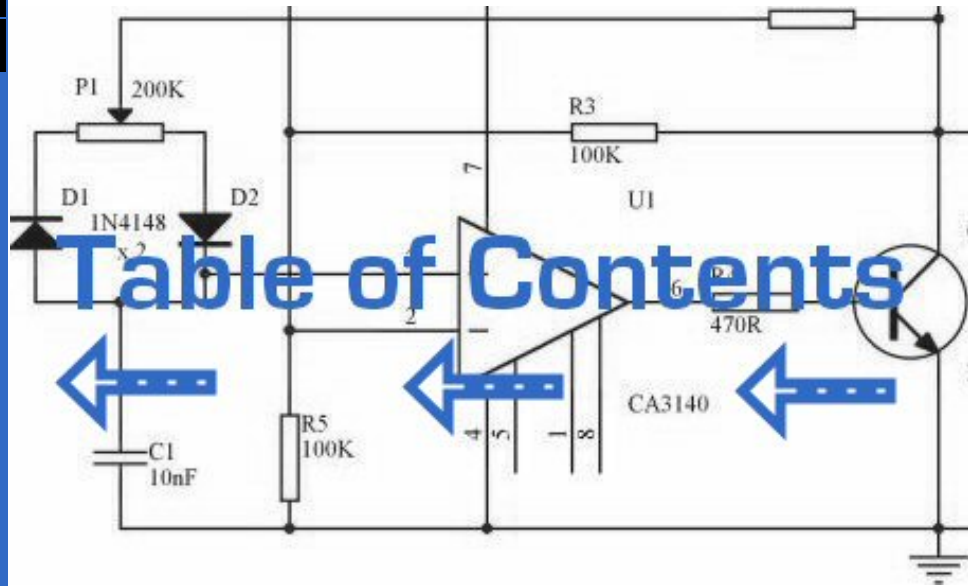 P1
200K
R3
100K
7
U1
D1
D2
1N4148
x 2
Table of Contents
2
6
470R
CA3140
4
5
1
8
R5
100K
C1
10nF